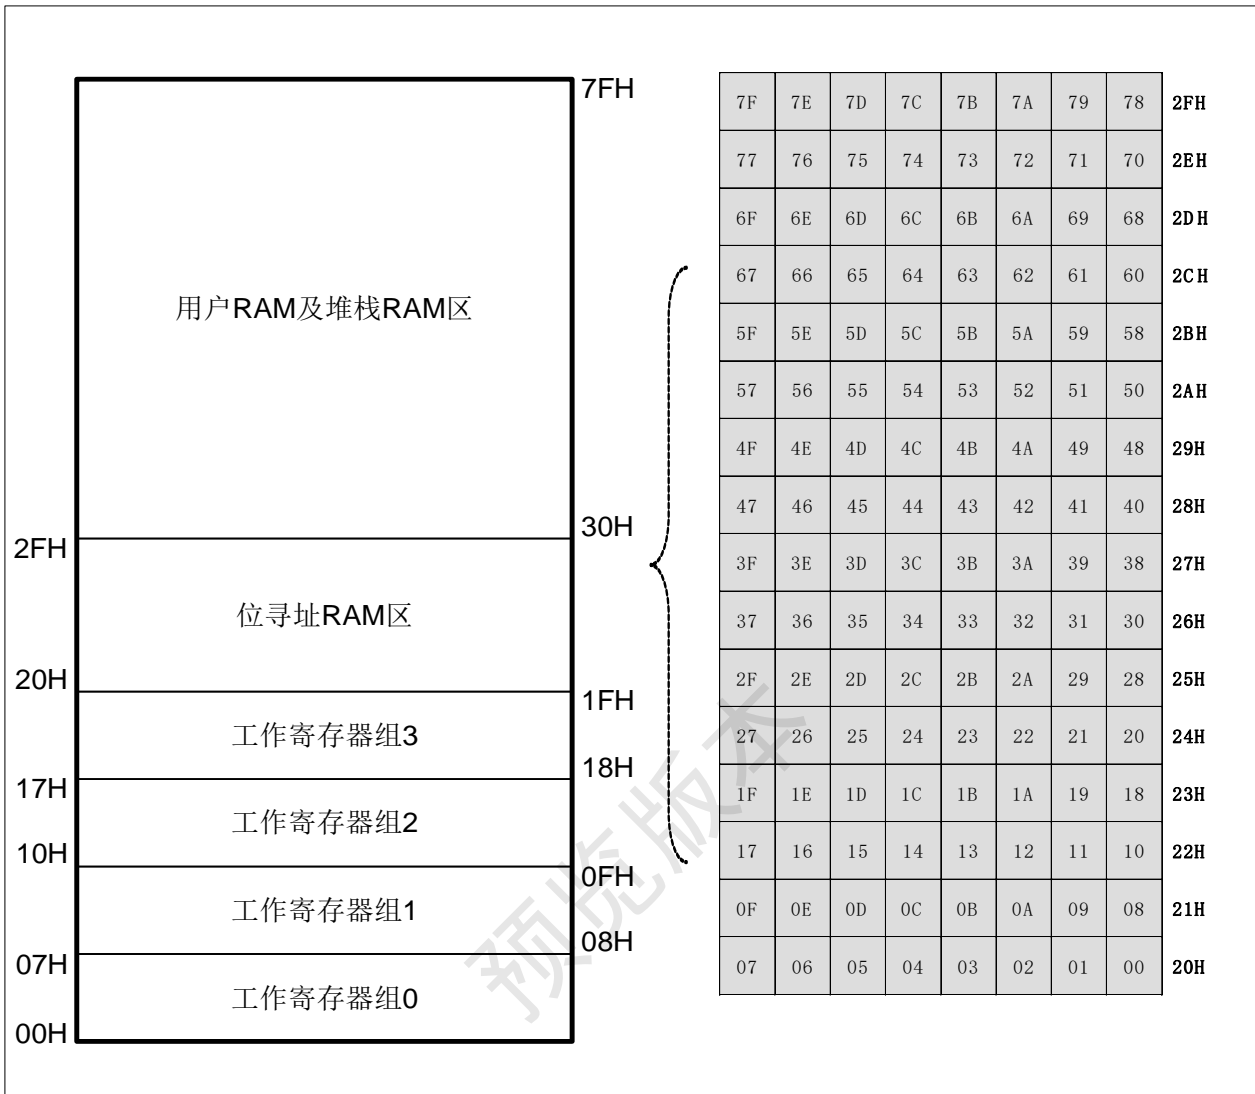 7FH
用户RAM及堆栈RAM区
30H
2FH
位寻址RAM区
20H
1FH
工作寄存器组3
18H
17H
工作寄存器组2
10H
0FH
工作寄存器组1
08H
07H
工作寄存器组0
00H
7F 7E 7D 7C 7B 7A 79 78 2FH
77 76 75 74 73 72 71 70 2EH
6F 6E 6D 6C 6B 6A 69 68 2DH
67 66 65 64 63 62 61 60 2CH
5F 5E 5D 5C 5B 5A 59 58 2BH
57 56 55 54 53 52 51 50 2AH
4F 4E 4D 4C 4B 4A 49 48 29H
47 46 45 44 43 42 41 40 28H
3F 3E 3D 3C 3B 3A 39 38 27H
37 36 35 34 33 32 31 30 26H
2F 2E 2D 2C 2B 2A 29 28 25H
27 26 25 24 23 22 21 20 24H
1F 1E 1D 1C 1B 1A 19 18 23H
17 16 15 14 13 12 11 10 22H
0F 0E 0D 0C 0B 0A 09 08 21H
07 06 05 04 03 02 01 00 20H
预览版本